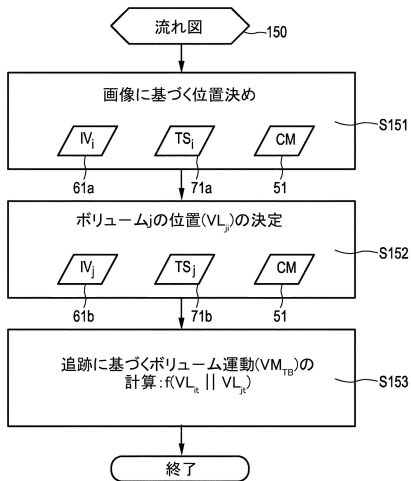 流れ図
150
画像に基づく位置決め
IVi
TSi
CM
S151
61a
71a
51
ボリュームjの位置(VLji)の決定
IVj
TSj
CM
S152
61b
71b
51
追跡に基づくボリューム運動(VMTB)の
計算:f(VLit || VLjt)
S153
終了